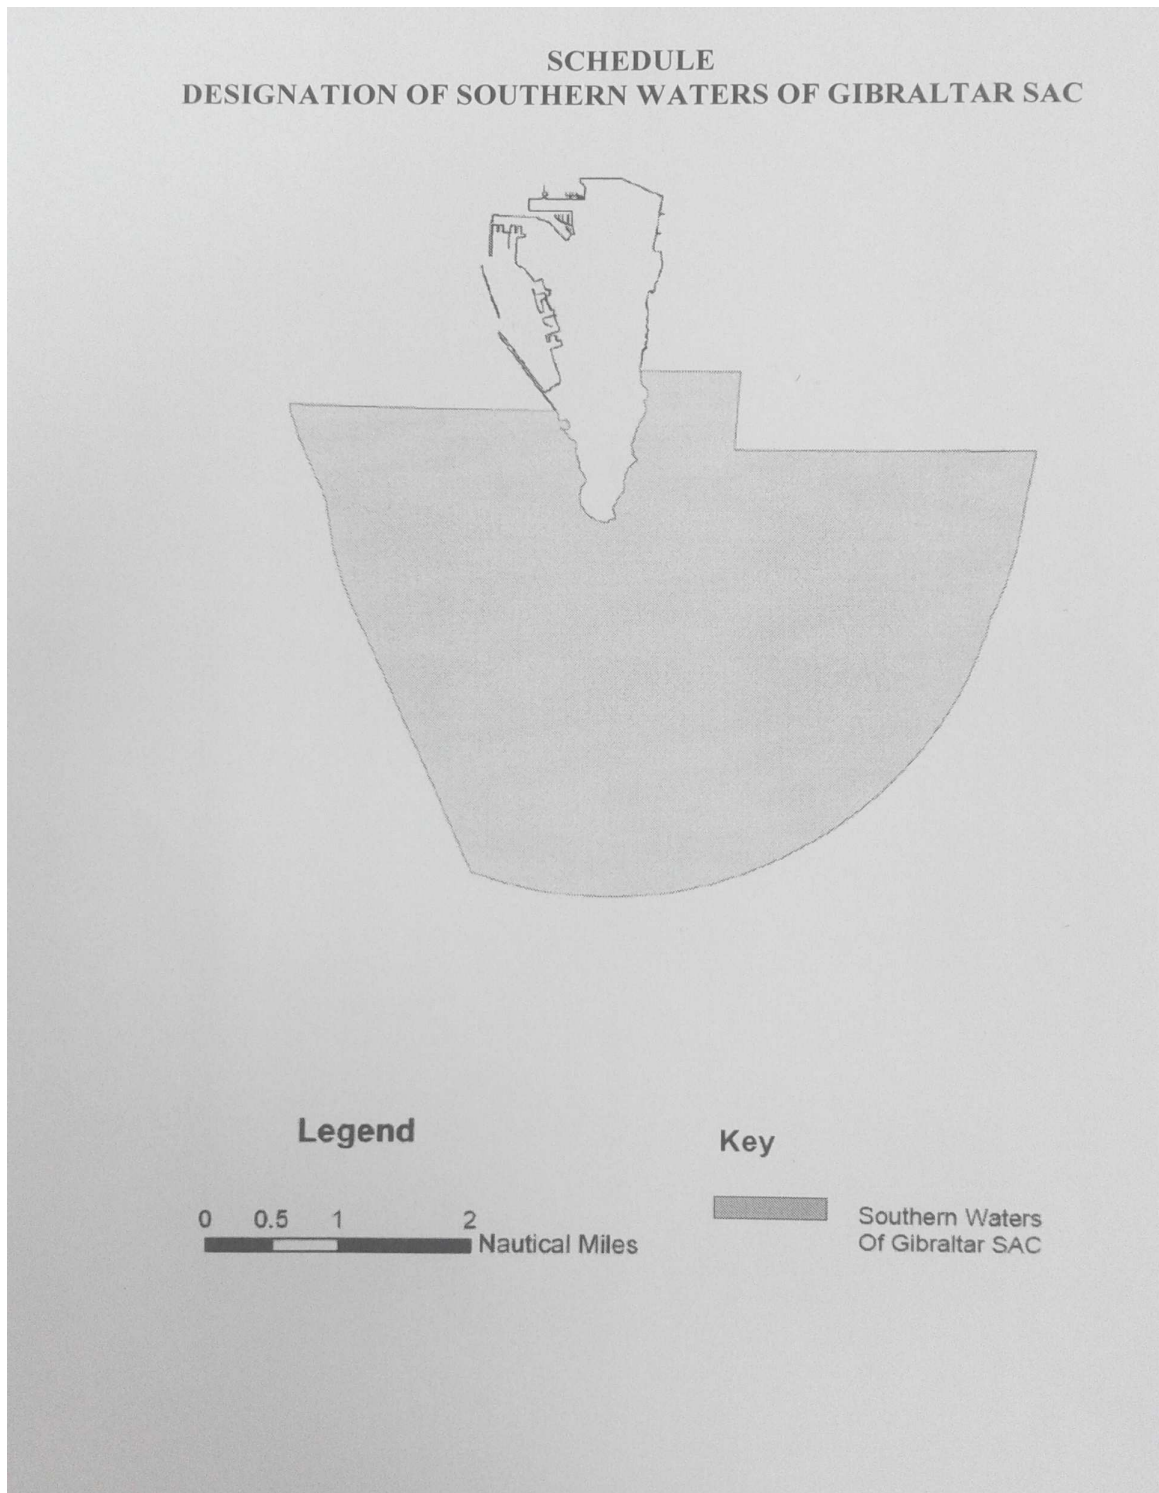 SCHEDULE
DESIGNATION OF SOUTHERN WATERS OF GIBRALTAR SAC
Legend
0 0.5 1 2
Nautical Miles
Key
Southern Waters
Of Gibraltar SAC